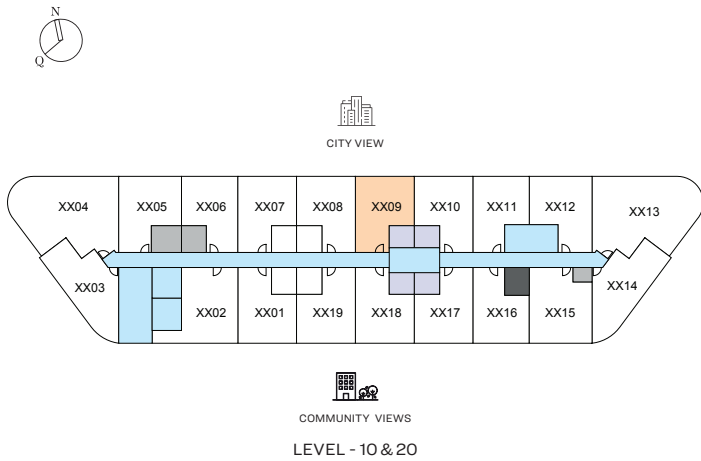 N
Q
CITY VIEW
XX04 XX05 XX06 XX07 XX08 XX09 XX10 XX11 XX12 XX13
XX03 XX02 XX01 XX19 XX18 XX17 XX16 XX15 XX14
COMMUNITY VIEWS
LEVEL - 10 & 20